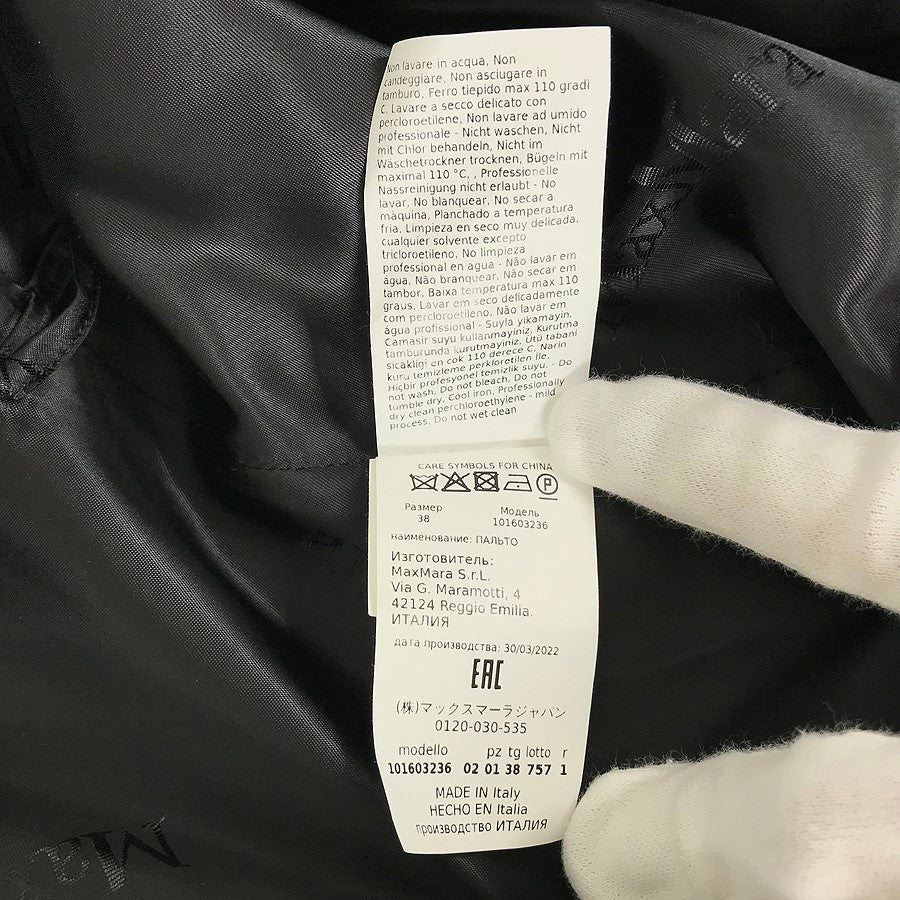 Non lavare in acqua, Non
candeggiare, Non asciugare in
tamburo, Ferro tiepido max 110 gradi
C, Lavare a secco delicato con
percloroetilene, Non lavare ad umido
professionale - Nicht waschen, Nicht
mit Chlor behandeln, Nicht im
Wäschetrockner trocknen, Bügeln mit
maximal 110 °C, , Professionelle
Nassreinigung nicht erlaubt - No
lavar, No blanquear, No secar a
màquina, Planchado a temperatura
fria, Limpieza en seco muy delicada,
cualquier solvente excepto
tricloroetileno, No limpieza
professional en agua - Não lavar em
água, Não branquear, Não secar em
tambor, Baixa temperatura max 110
graus, Lavar em seco delicadamente
com percloroetileno, Não lavar em
água profissional - Suyla yikamayin,
Camasir suyu kullanmayiniz, Kurutma
tamburunda kurutmayiniz, Ütü tabani
sicakligi en cok 110 derece C, Narin
kuru temizleme perkloretilen ile,
Hiçbir profesyonel temizlik suyu. - Do
not wash, Do not bleach, Do not
tumble dry, Cool iron, Professionally
dry clean perchloroethylene - mild
process, Do not wet clean
CARE SYMBOLS FOR CHINA
P
Размер Модель
38 101603236
наименование: ПАЛЬТО
Изготовитель:
MaxMara S.r.L.
Via G. Maramotti, 4
42124 Reggio Emilia.
ИТАЛИЯ
дата производства: 30/03/2022
EAC
(株)マックスマーラジャパン
0120-030-535
modello pz tg lotto r
101603236 02 01 38 757 1
MADE IN Italy
HECHO EN Italia
производство ИТАЛИЯ
Ma